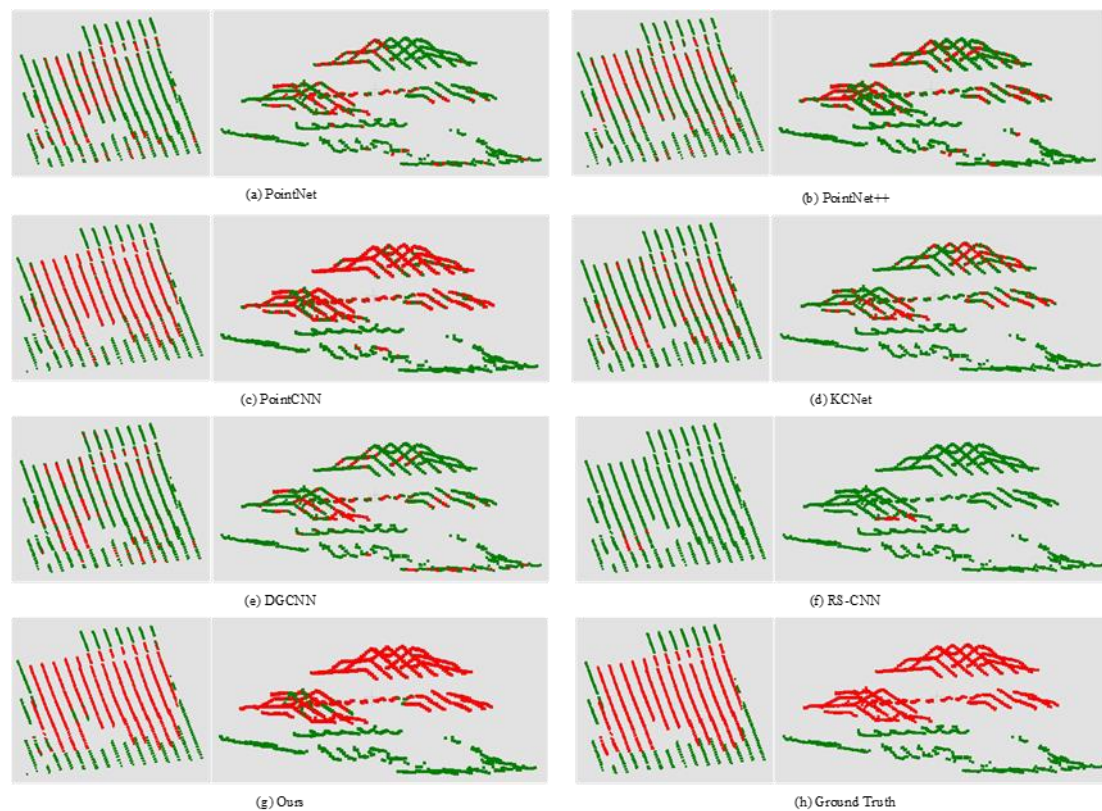 (a) PointNet
(b) PointNet++
(c) PointCNN
(d) KCNet
(e) DGCNN
(f) RS-CNN
(g) Ours
(h) Ground Truth